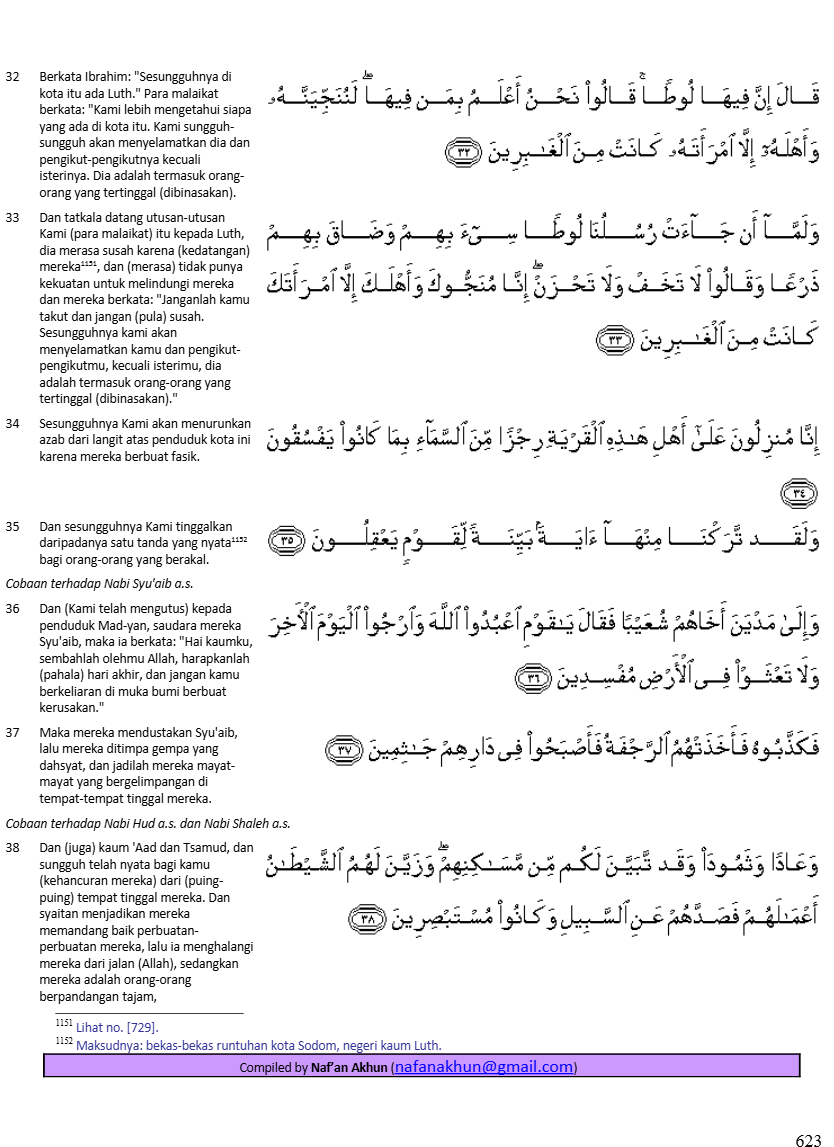 32 Berkata Ibrahim: "Sesungguhnya di
kota itu ada Luth." Para malaikat
berkata: "Kami lebih mengetahui siapa
yang ada di kota itu. Kami sungguh-
sungguh akan menyelamatkan dia dan
pengikut-pengikutnya kecuali
isterinya. Dia adalah termasuk orang-
orang yang tertinggal (dibinasakan).
قَالَ إِنَّ فِيهَا لُوطًا ۚ قَالُوا۟ نَحْنُ أَعْلَمُ بِمَن فِيهَا ۖ لَنُنَجِّيَنَّهُۥ
وَأَهْلَهُۥٓ إِلَّا ٱمْرَأَتَهُۥ كَانَتْ مِنَ ٱلْغَـٰبِرِينَ ٣٢
33 Dan tatkala datang utusan-utusan
Kami (para malaikat) itu kepada Luth,
dia merasa susah karena (kedatangan)
mereka¹¹⁵¹, dan (merasa) tidak punya
kekuatan untuk melindungi mereka
dan mereka berkata: "Janganlah kamu
takut dan jangan (pula) susah.
Sesungguhnya kami akan
menyelamatkan kamu dan pengikut-
pengikutmu, kecuali isterimu, dia
adalah termasuk orang-orang yang
tertinggal (dibinasakan)."
وَلَمَّآ أَن جَآءَتْ رُسُلُنَا لُوطًا سِىٓءَ بِهِمْ وَضَاقَ بِهِمْ
ذَرْعًا وَقَالُوا۟ لَا تَخَفْ وَلَا تَحْزَنْ ۖ إِنَّا مُنَجُّوكَ وَأَهْلَكَ إِلَّا ٱمْرَأَتَكَ
كَانَتْ مِنَ ٱلْغَـٰبِرِينَ ٣٣
34 Sesungguhnya Kami akan menurunkan
azab dari langit atas penduduk kota ini
karena mereka berbuat fasik.
إِنَّا مُنزِلُونَ عَلَىٰٓ أَهْلِ هَـٰذِهِ ٱلْقَرْيَةِ رِجْزًا مِّنَ ٱلسَّمَآءِ بِمَا كَانُوا۟ يَفْسُقُونَ
٣٤
35 Dan sesungguhnya Kami tinggalkan
daripadanya satu tanda yang nyata¹¹⁵²
bagi orang-orang yang berakal.
وَلَقَد تَّرَكْنَا مِنْهَآ ءَايَةًۢ بَيِّنَةً لِّقَوْمٍ يَعْقِلُونَ ٣٥
Cobaan terhadap Nabi Syu'aib a.s.
36 Dan (Kami telah mengutus) kepada
penduduk Mad-yan, saudara mereka
Syu'aib, maka ia berkata: "Hai kaumku,
sembahlah olehmu Allah, harapkanlah
(pahala) hari akhir, dan jangan kamu
berkeliaran di muka bumi berbuat
kerusakan."
وَإِلَىٰ مَدْيَنَ أَخَاهُمْ شُعَيْبًا فَقَالَ يَـٰقَوْمِ ٱعْبُدُوا۟ ٱللَّهَ وَٱرْجُوا۟ ٱلْيَوْمَ ٱلْـَٔاخِرَ
وَلَا تَعْثَوْا۟ فِى ٱلْأَرْضِ مُفْسِدِينَ ٣٦
37 Maka mereka mendustakan Syu'aib,
lalu mereka ditimpa gempa yang
dahsyat, dan jadilah mereka mayat-
mayat yang bergelimpangan di
tempat-tempat tinggal mereka.
فَكَذَّبُوهُ فَأَخَذَتْهُمُ ٱلرَّجْفَةُ فَأَصْبَحُوا۟ فِى دَارِهِمْ جَـٰثِمِينَ ٣٧
Cobaan terhadap Nabi Hud a.s. dan Nabi Shaleh a.s.
38 Dan (juga) kaum 'Aad dan Tsamud, dan
sungguh telah nyata bagi kamu
(kehancuran mereka) dari (puing-
puing) tempat tinggal mereka. Dan
syaitan menjadikan mereka
memandang baik perbuatan-
perbuatan mereka, lalu ia menghalangi
mereka dari jalan (Allah), sedangkan
mereka adalah orang-orang
berpandangan tajam,
وَعَادًا وَثَمُودَا۟ وَقَد تَّبَيَّنَ لَكُم مِّن مَّسَـٰكِنِهِمْ ۖ وَزَيَّنَ لَهُمُ ٱلشَّيْطَـٰنُ
أَعْمَـٰلَهُمْ فَصَدَّهُمْ عَنِ ٱلسَّبِيلِ وَكَانُوا۟ مُسْتَبْصِرِينَ ٣٨
1151 Lihat no. [729].
1152 Maksudnya: bekas-bekas runtuhan kota Sodom, negeri kaum Luth.
Compiled by Naf'an Akhun (nafanakhun@gmail.com)
623